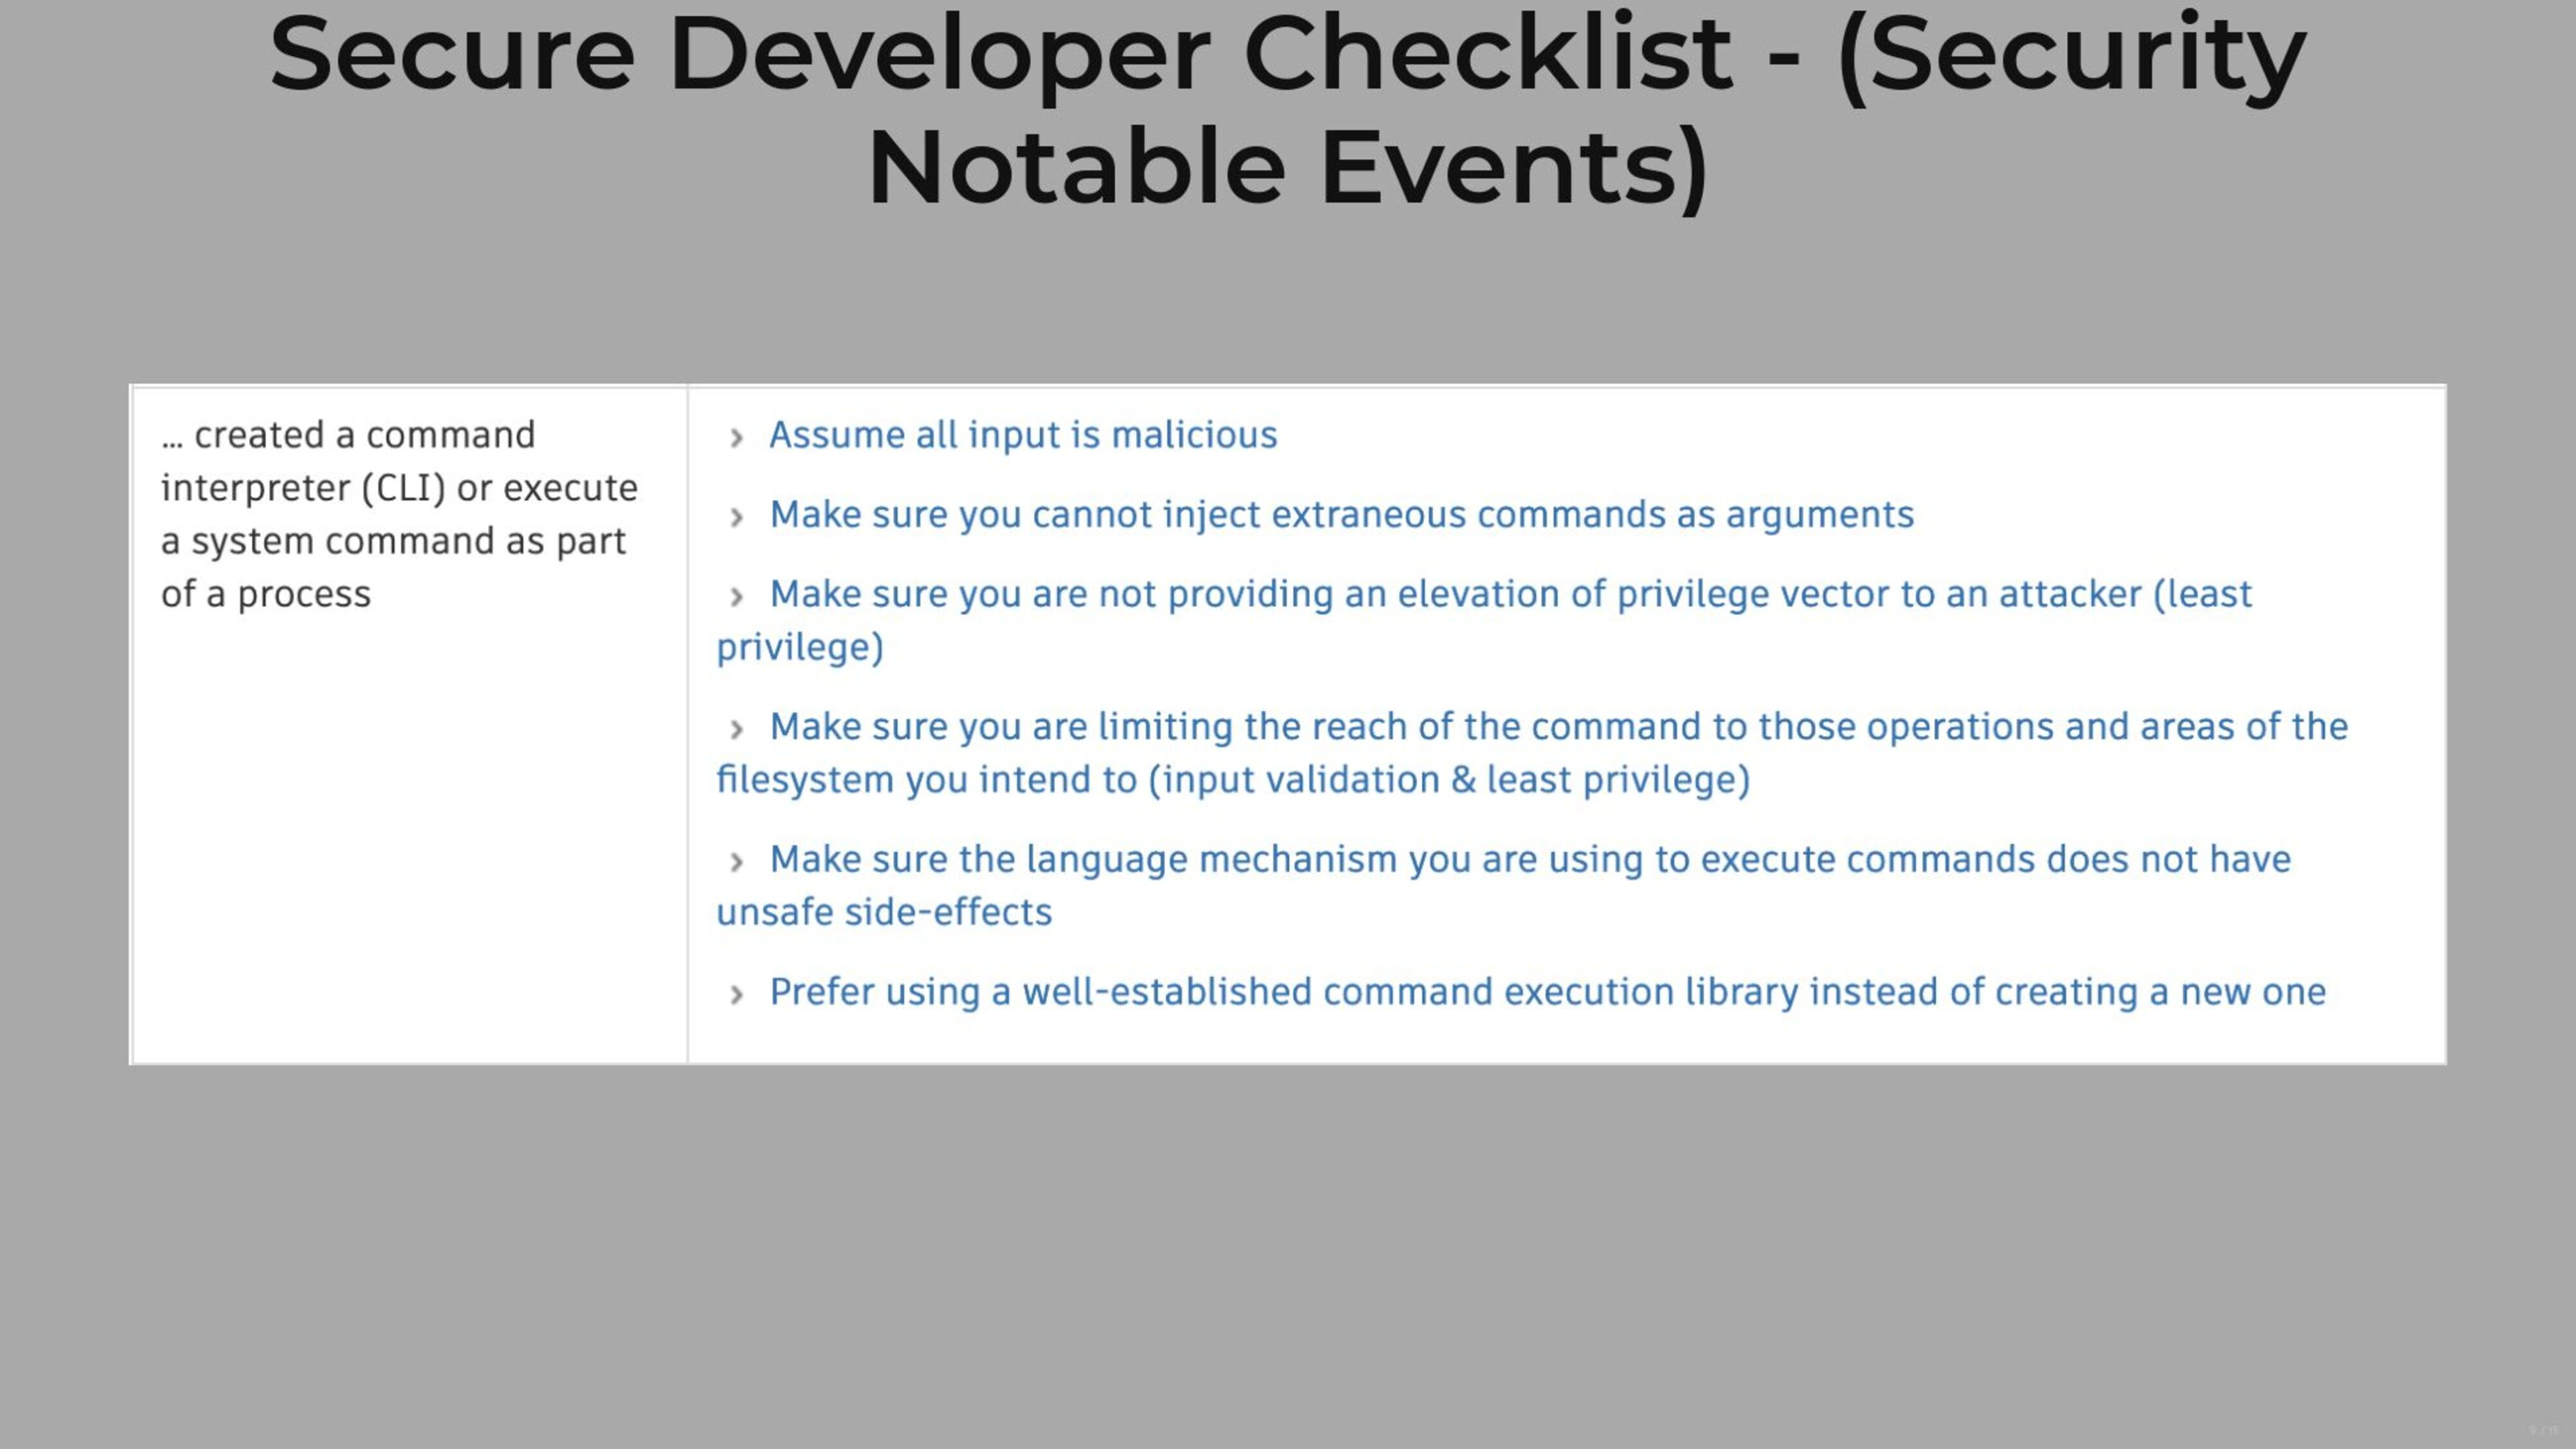 Secure Developer Checklist - (Security
Notable Events)
... created a command
interpreter (CLI) or execute
a system command as part
of a process
› Assume all input is malicious
› Make sure you cannot inject extraneous commands as arguments
› Make sure you are not providing an elevation of privilege vector to an attacker (least
privilege)
› Make sure you are limiting the reach of the command to those operations and areas of the
filesystem you intend to (input validation & least privilege)
› Make sure the language mechanism you are using to execute commands does not have
unsafe side-effects
› Prefer using a well-established command execution library instead of creating a new one